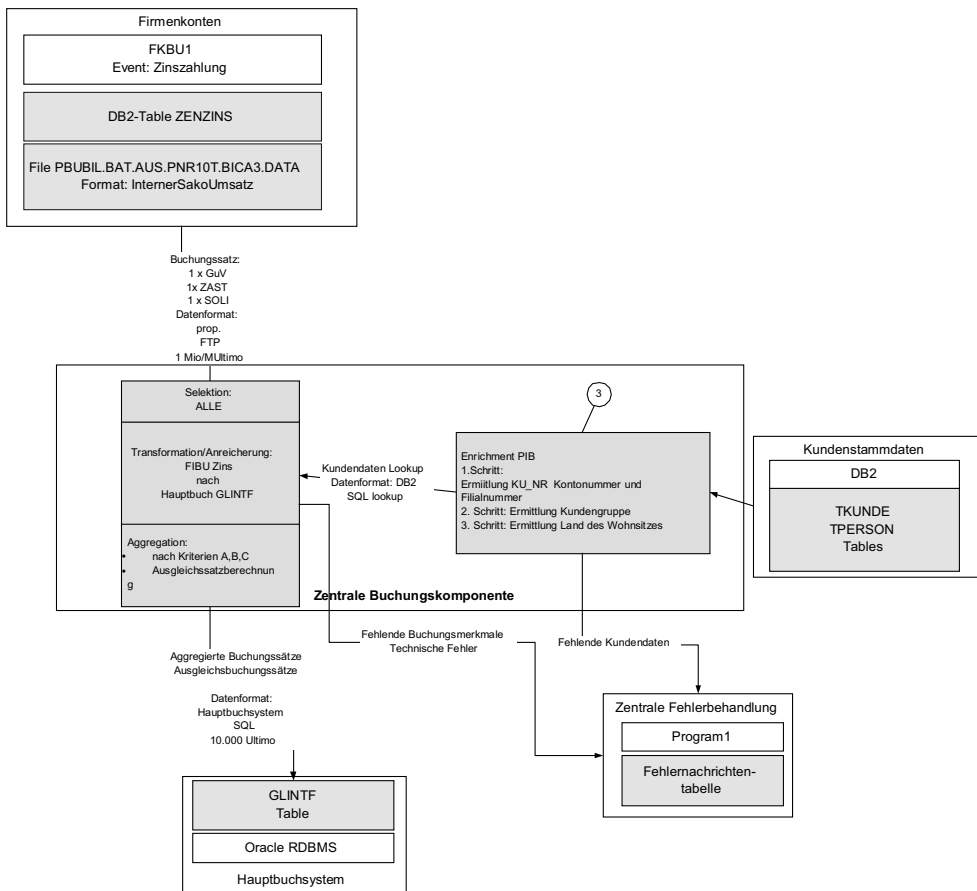 Firmenkonten
FKBU1
Event: Zinszahlung
DB2-Table ZENZINS
File PBUBIL.BAT.AUS.PNR10T.BICA3.DATA
Format: InternerSakoUmsatz
Buchungssatz:
1 x GuV
1x ZAST
1 x SOLI
Datenformat:
prop.
FTP
1 Mio/MUltimo
Selektion:
ALLE
Transformation/Anreicherung:
FIBU Zins
nach
Hauptbuch GLINTF
Aggregation:
• nach Kriterien A,B,C
• Ausgleichssatzberechnun
g
Kundendaten Lookup
Datenformat: DB2
SQL lookup
3
Enrichment PIB
1.Schritt:
Ermiitlung KU_NR Kontonummer und
Filialnummer
2. Schritt: Ermittlung Kundengruppe
3. Schritt: Ermittlung Land des Wohnsitzes
Zentrale Buchungskomponente
Kundenstammdaten
DB2
TKUNDE
TPERSON
Tables
Fehlende Buchungsmerkmale
Technische Fehler
Fehlende Kundendaten
Aggregierte Buchungssätze
Ausgleichsbuchungssätze
Datenformat:
Hauptbuchsystem
SQL
10.000 Ultimo
Zentrale Fehlerbehandlung
Program1
Fehlernachrichten-
tabelle
GLINTF
Table
Oracle RDBMS
Hauptbuchsystem